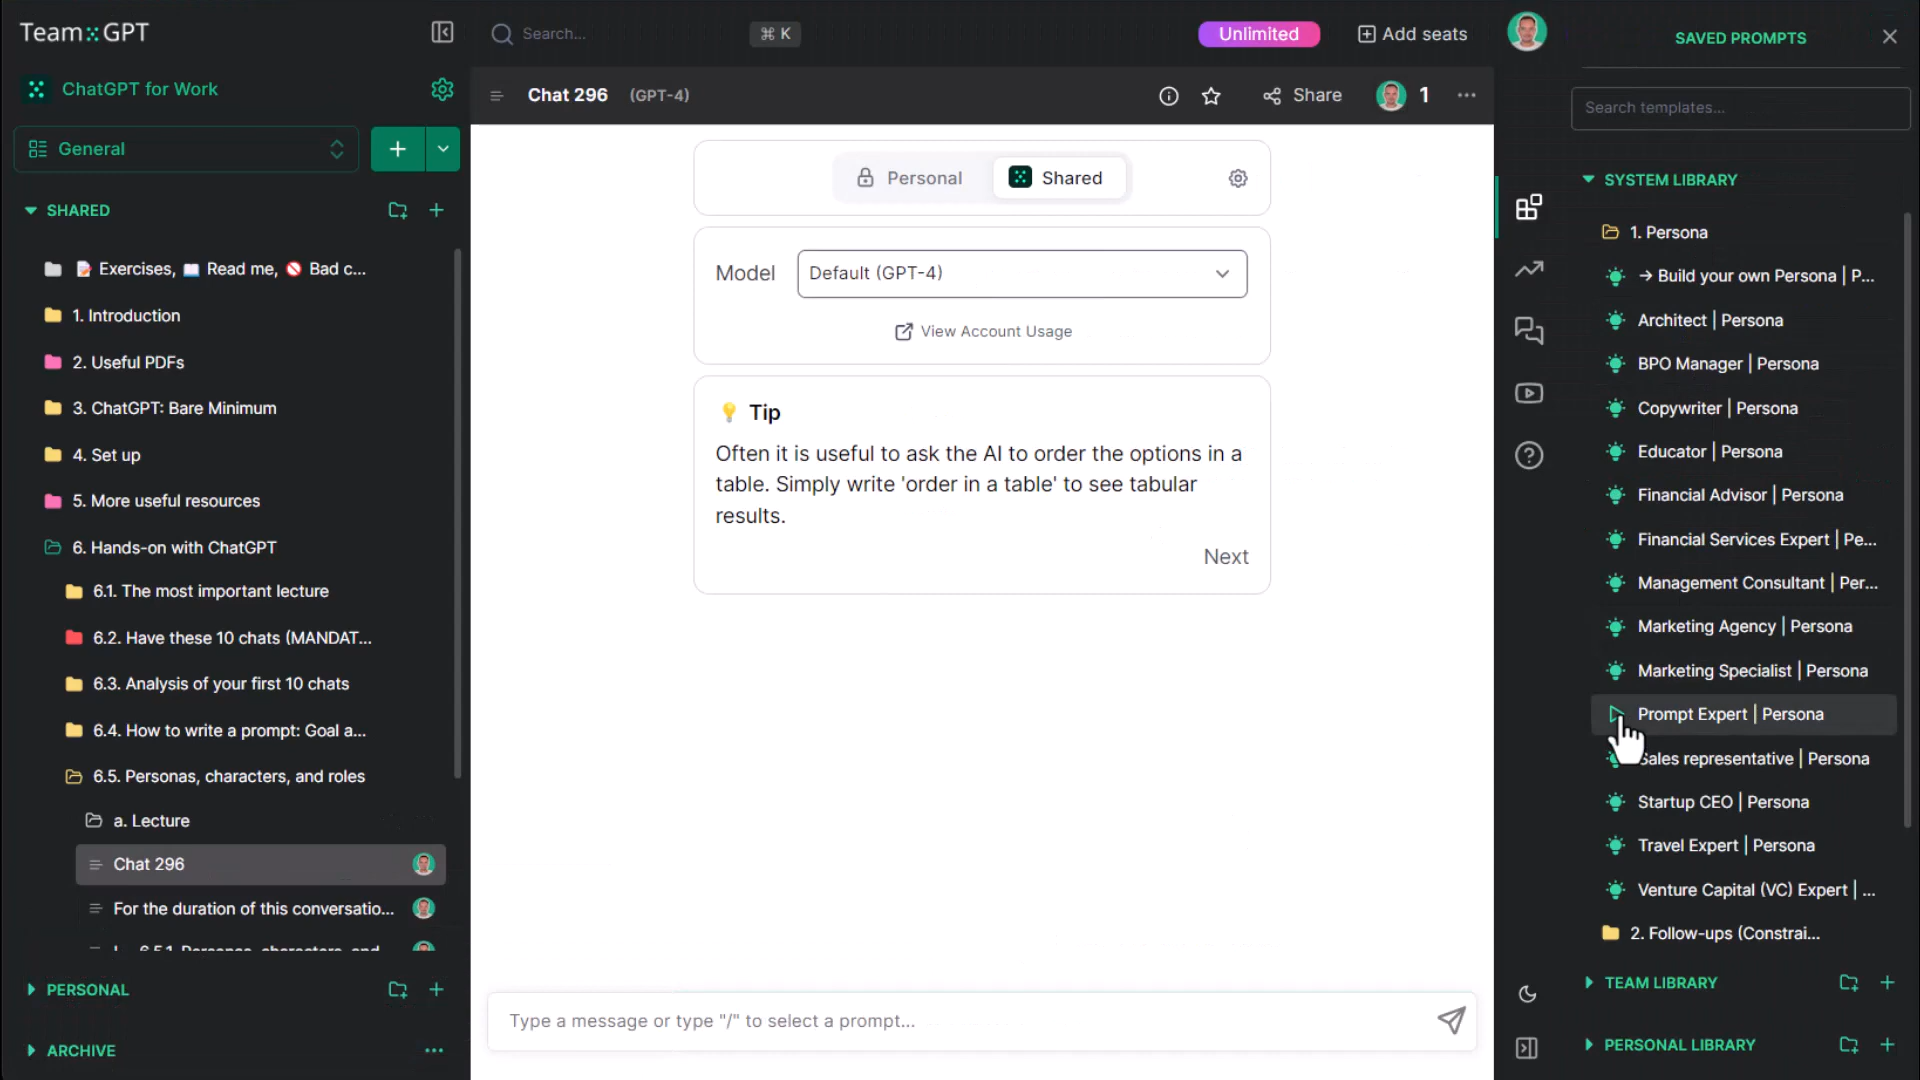 Team GPT
ChatGPT for Work
General
SHARED
Exercises, Read me, Bad c...
1. Introduction
2. Useful PDFs
3. ChatGPT: Bare Minimum
4. Set up
5. More useful resources
6. Hands-on with ChatGPT
6.1. The most important lecture
6.2. Have these 10 chats (MANDAT...
6.3. Analysis of your first 10 chats
6.4. How to write a prompt: Goal a...
6.5. Personas, characters, and roles
a. Lecture
Chat 296
For the duration of this conversatio...
6.5.1. Personas, characters, and
PERSONAL
ARCHIVE
Search...
⌘ K
Unlimited
Add seats
Chat 296 (GPT-4)
Share
1
Personal
Shared
Model
Default (GPT-4)
View Account Usage
Tip
Often it is useful to ask the AI to order the options in a
table. Simply write 'order in a table' to see tabular
results.
Next
Type a message or type "/" to select a prompt...
SAVED PROMPTS
Search templates...
SYSTEM LIBRARY
1. Persona
→ Build your own Persona | P...
Architect | Persona
BPO Manager | Persona
Copywriter | Persona
Educator | Persona
Financial Advisor | Persona
Financial Services Expert | Pe...
Management Consultant | Per...
Marketing Agency | Persona
Marketing Specialist | Persona
Prompt Expert | Persona
Sales representative | Persona
Startup CEO | Persona
Travel Expert | Persona
Venture Capital (VC) Expert | ...
2. Follow-ups (Constrai...
TEAM LIBRARY
PERSONAL LIBRARY